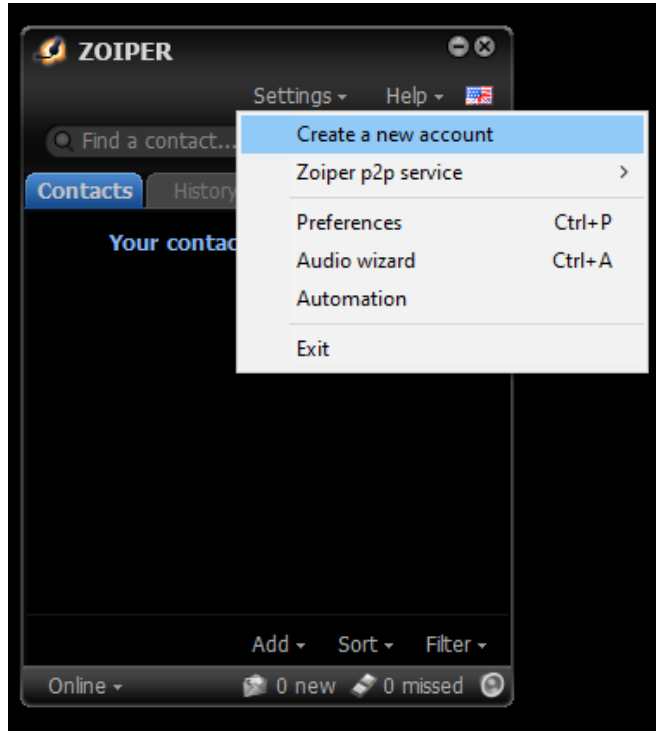 ZOIPER
Settings Help
Find a contact...
Create a new account
Zoiper p2p service
Contacts History
Preferences Ctrl+P
Your contac
Audio wizard Ctrl+A
Automation
Exit
Add Sort Filter
Online 0 new 0 missed